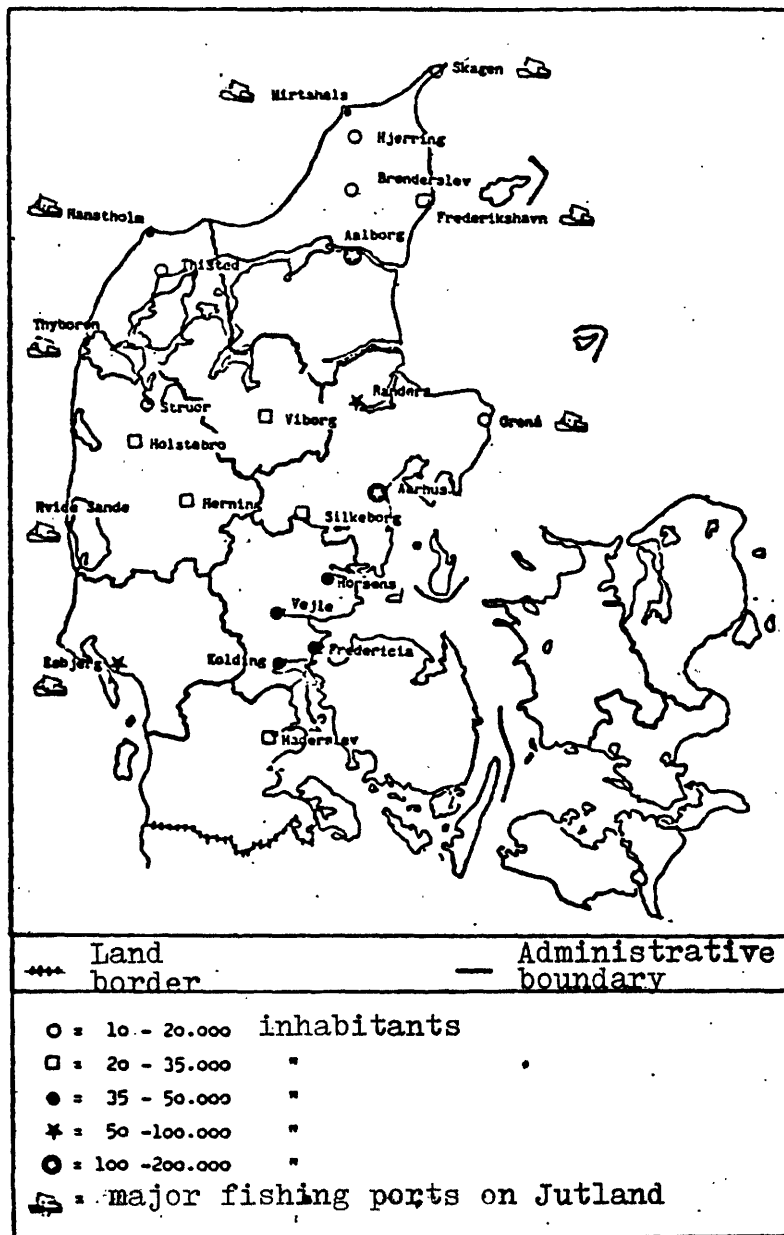 Skagen
Hirtshals
Hjørring
Brønderslev
Hanstholm
Frederikshavn
Aalborg
Thisted
Thyborøn
Randers
Struer
Viborg
Grenå
Holstebro
Aarhus
Herning
Hvide Sande
Silkeborg
Horsens
Vejle
Fredericia
Kolding
Esbjerg
Haderslev
Land border
Administrative boundary
o = 10 - 20.000 inhabitants
□ = 20 - 35.000 "
● = 35 - 50.000 "
★ = 50 -100.000 "
◎ = 100 -200.000 "
= major fishing ports on Jutland